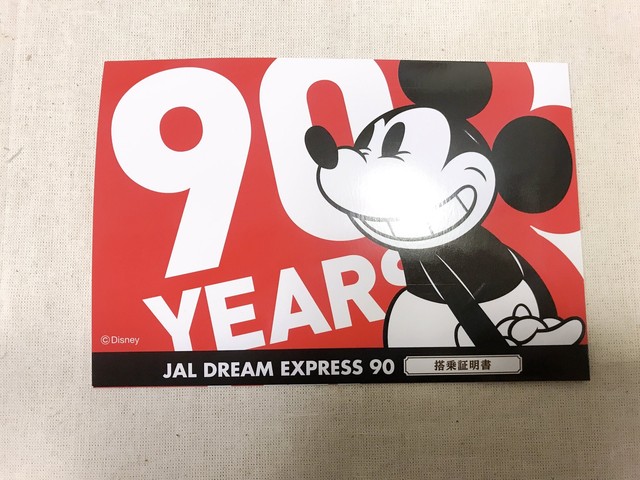 90
YEARS
©Disney
JAL DREAM EXPRESS 90 搭乗証明書